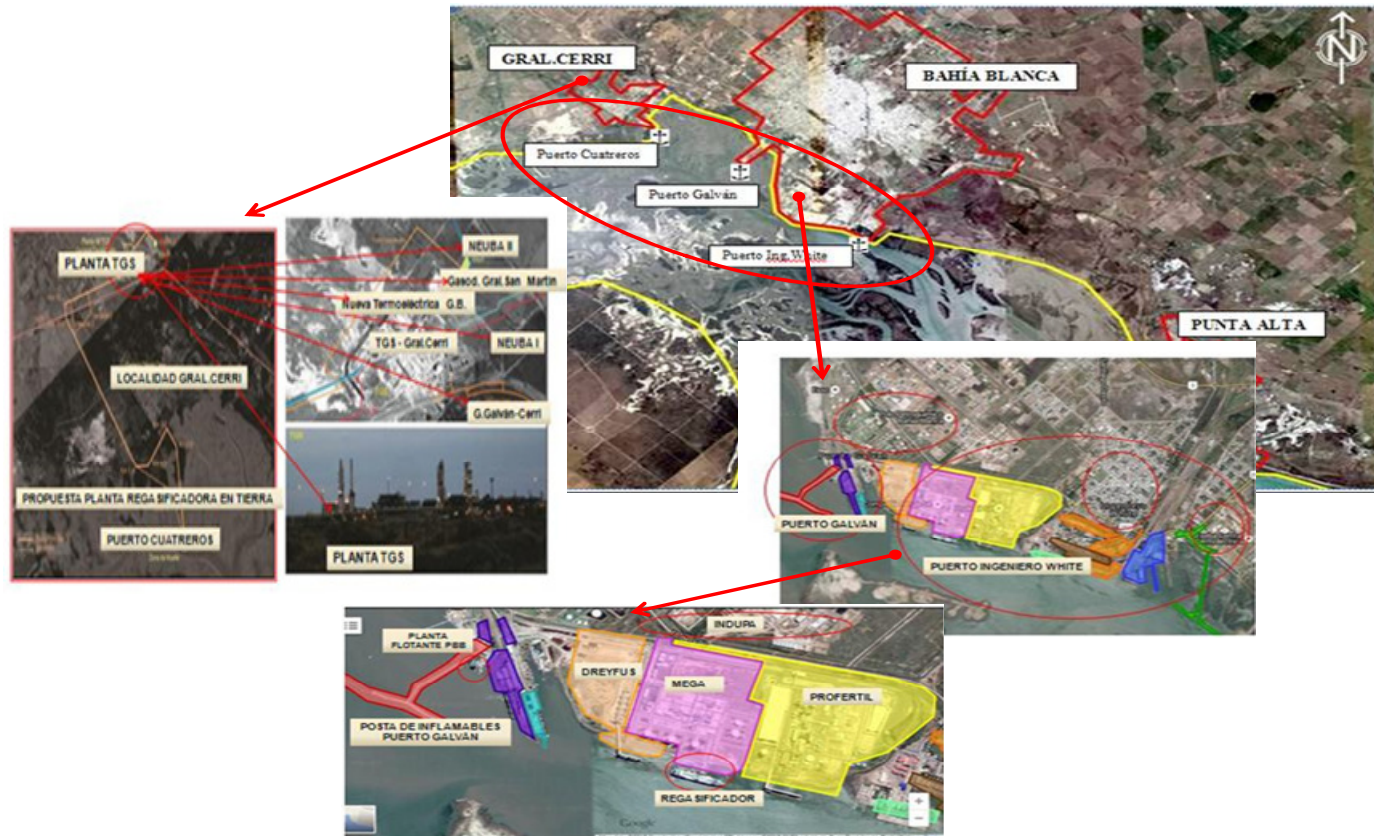 GRAL.CERRI
BAHÍA BLANCA
N
Puerto Cuatreros
Puerto Galván
Puerto Ing.White
PUNTA ALTA
PLANTA TGS
LOCALIDAD GRAL.CERRI
PROPUESTA PLANTA REGASIFICADORA EN TIERRA
PUERTO CUATREROS
NEUBA II
Gasod. Gral.San Martin
Nueva Termoeléctrica G.B.
TGS - Gral.Cerri
NEUBA I
G.Galván-Cerri
PLANTA TGS
PUERTO GALVÁN
PUERTO INGENIERO WHITE
PLANTA
FLOTANTE PBB
INDUPA
DREYFUS
MEGA
PROFERTIL
POSTA DE INFLAMABLES
PUERTO GALVÁN
REGASIFICADOR
Google